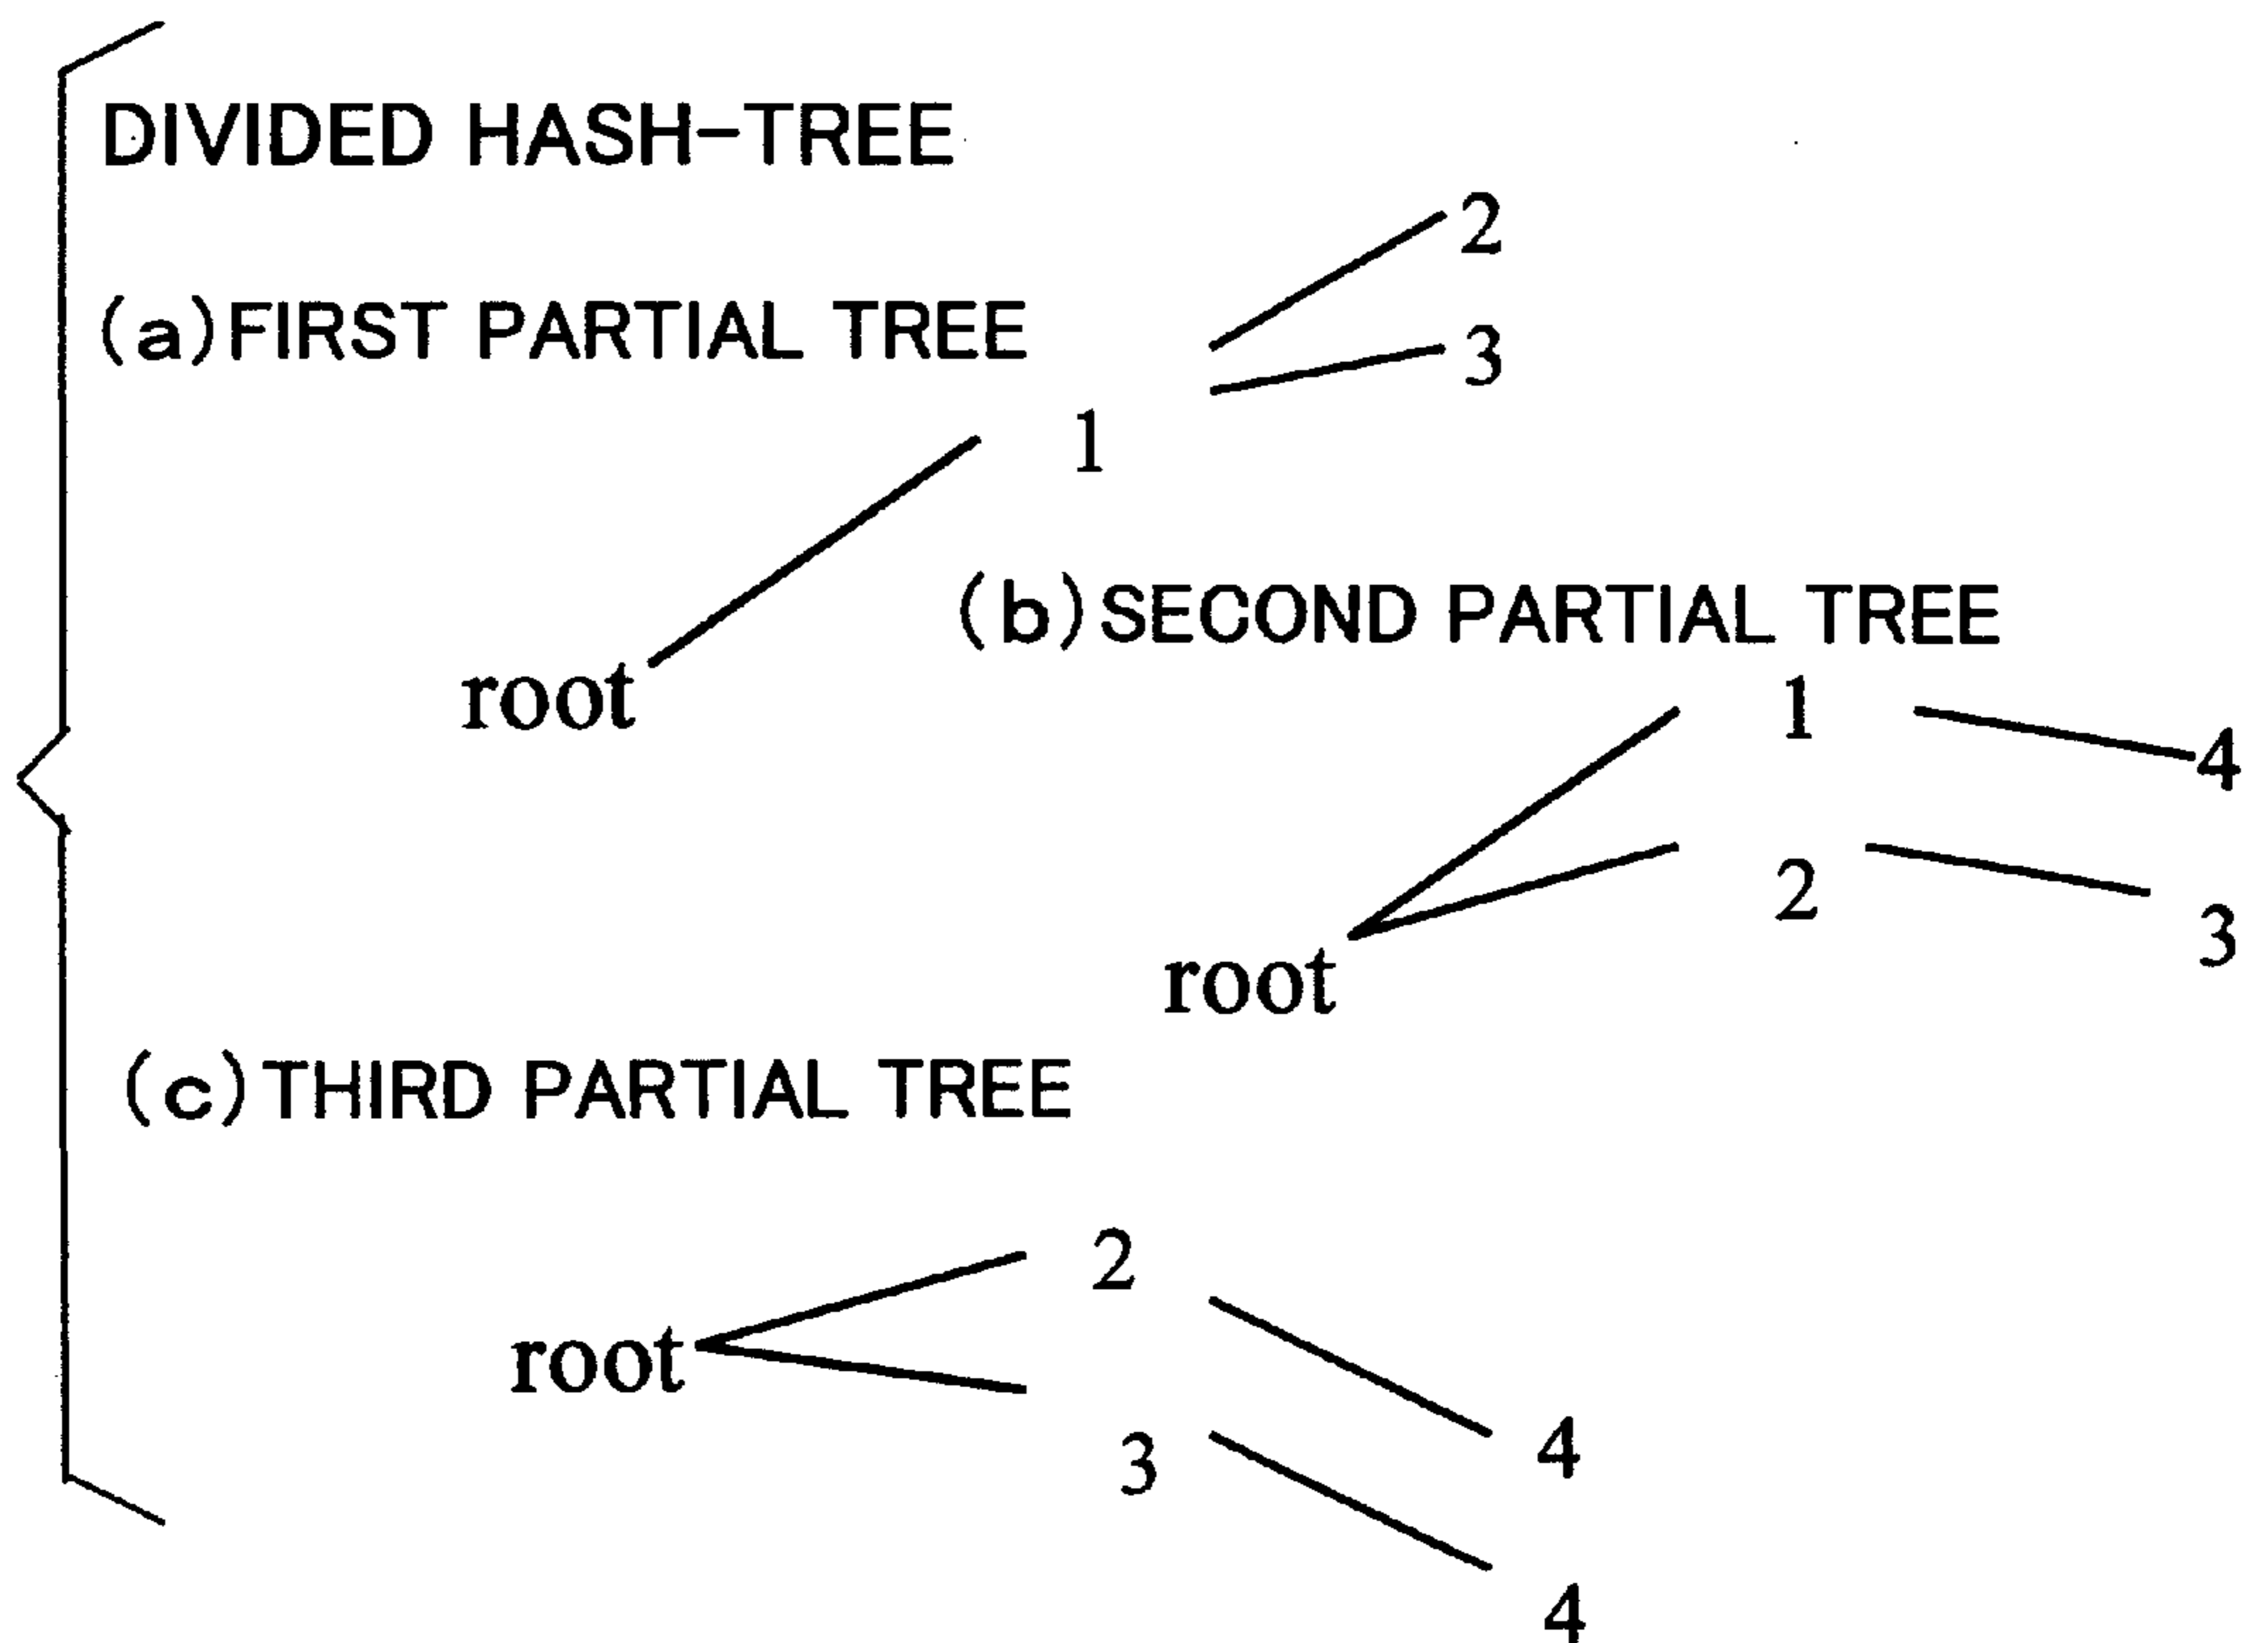 DIVIDED HASH-TREE
(a)FIRST PARTIAL TREE
2
3
1
root
(b)SECOND PARTIAL TREE
1
4
2
3
root
(c)THIRD PARTIAL TREE
2
root
3
4
4